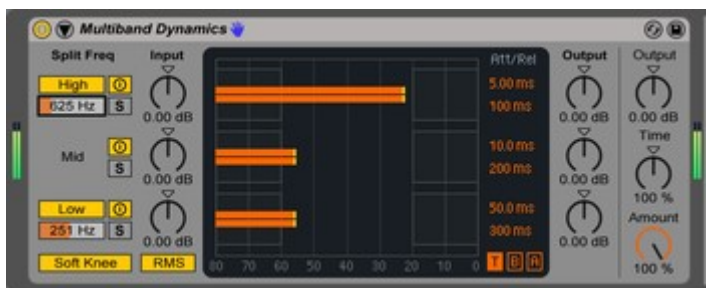 Multiband Dynamics
Split Freq Input Att/Rel Output Output
High 5.00 ms
625 Hz S 100 ms
0.00 dB 0.00 dB 0.00 dB
Mid 10.0 ms Time
S 200 ms
0.00 dB 0.00 dB
100 %
Low 50.0 ms Amount
251 Hz S 300 ms
0.00 dB 0.00 dB
Soft Knee RMS 80 70 60 50 40 30 20 10 0 T B A 100 %